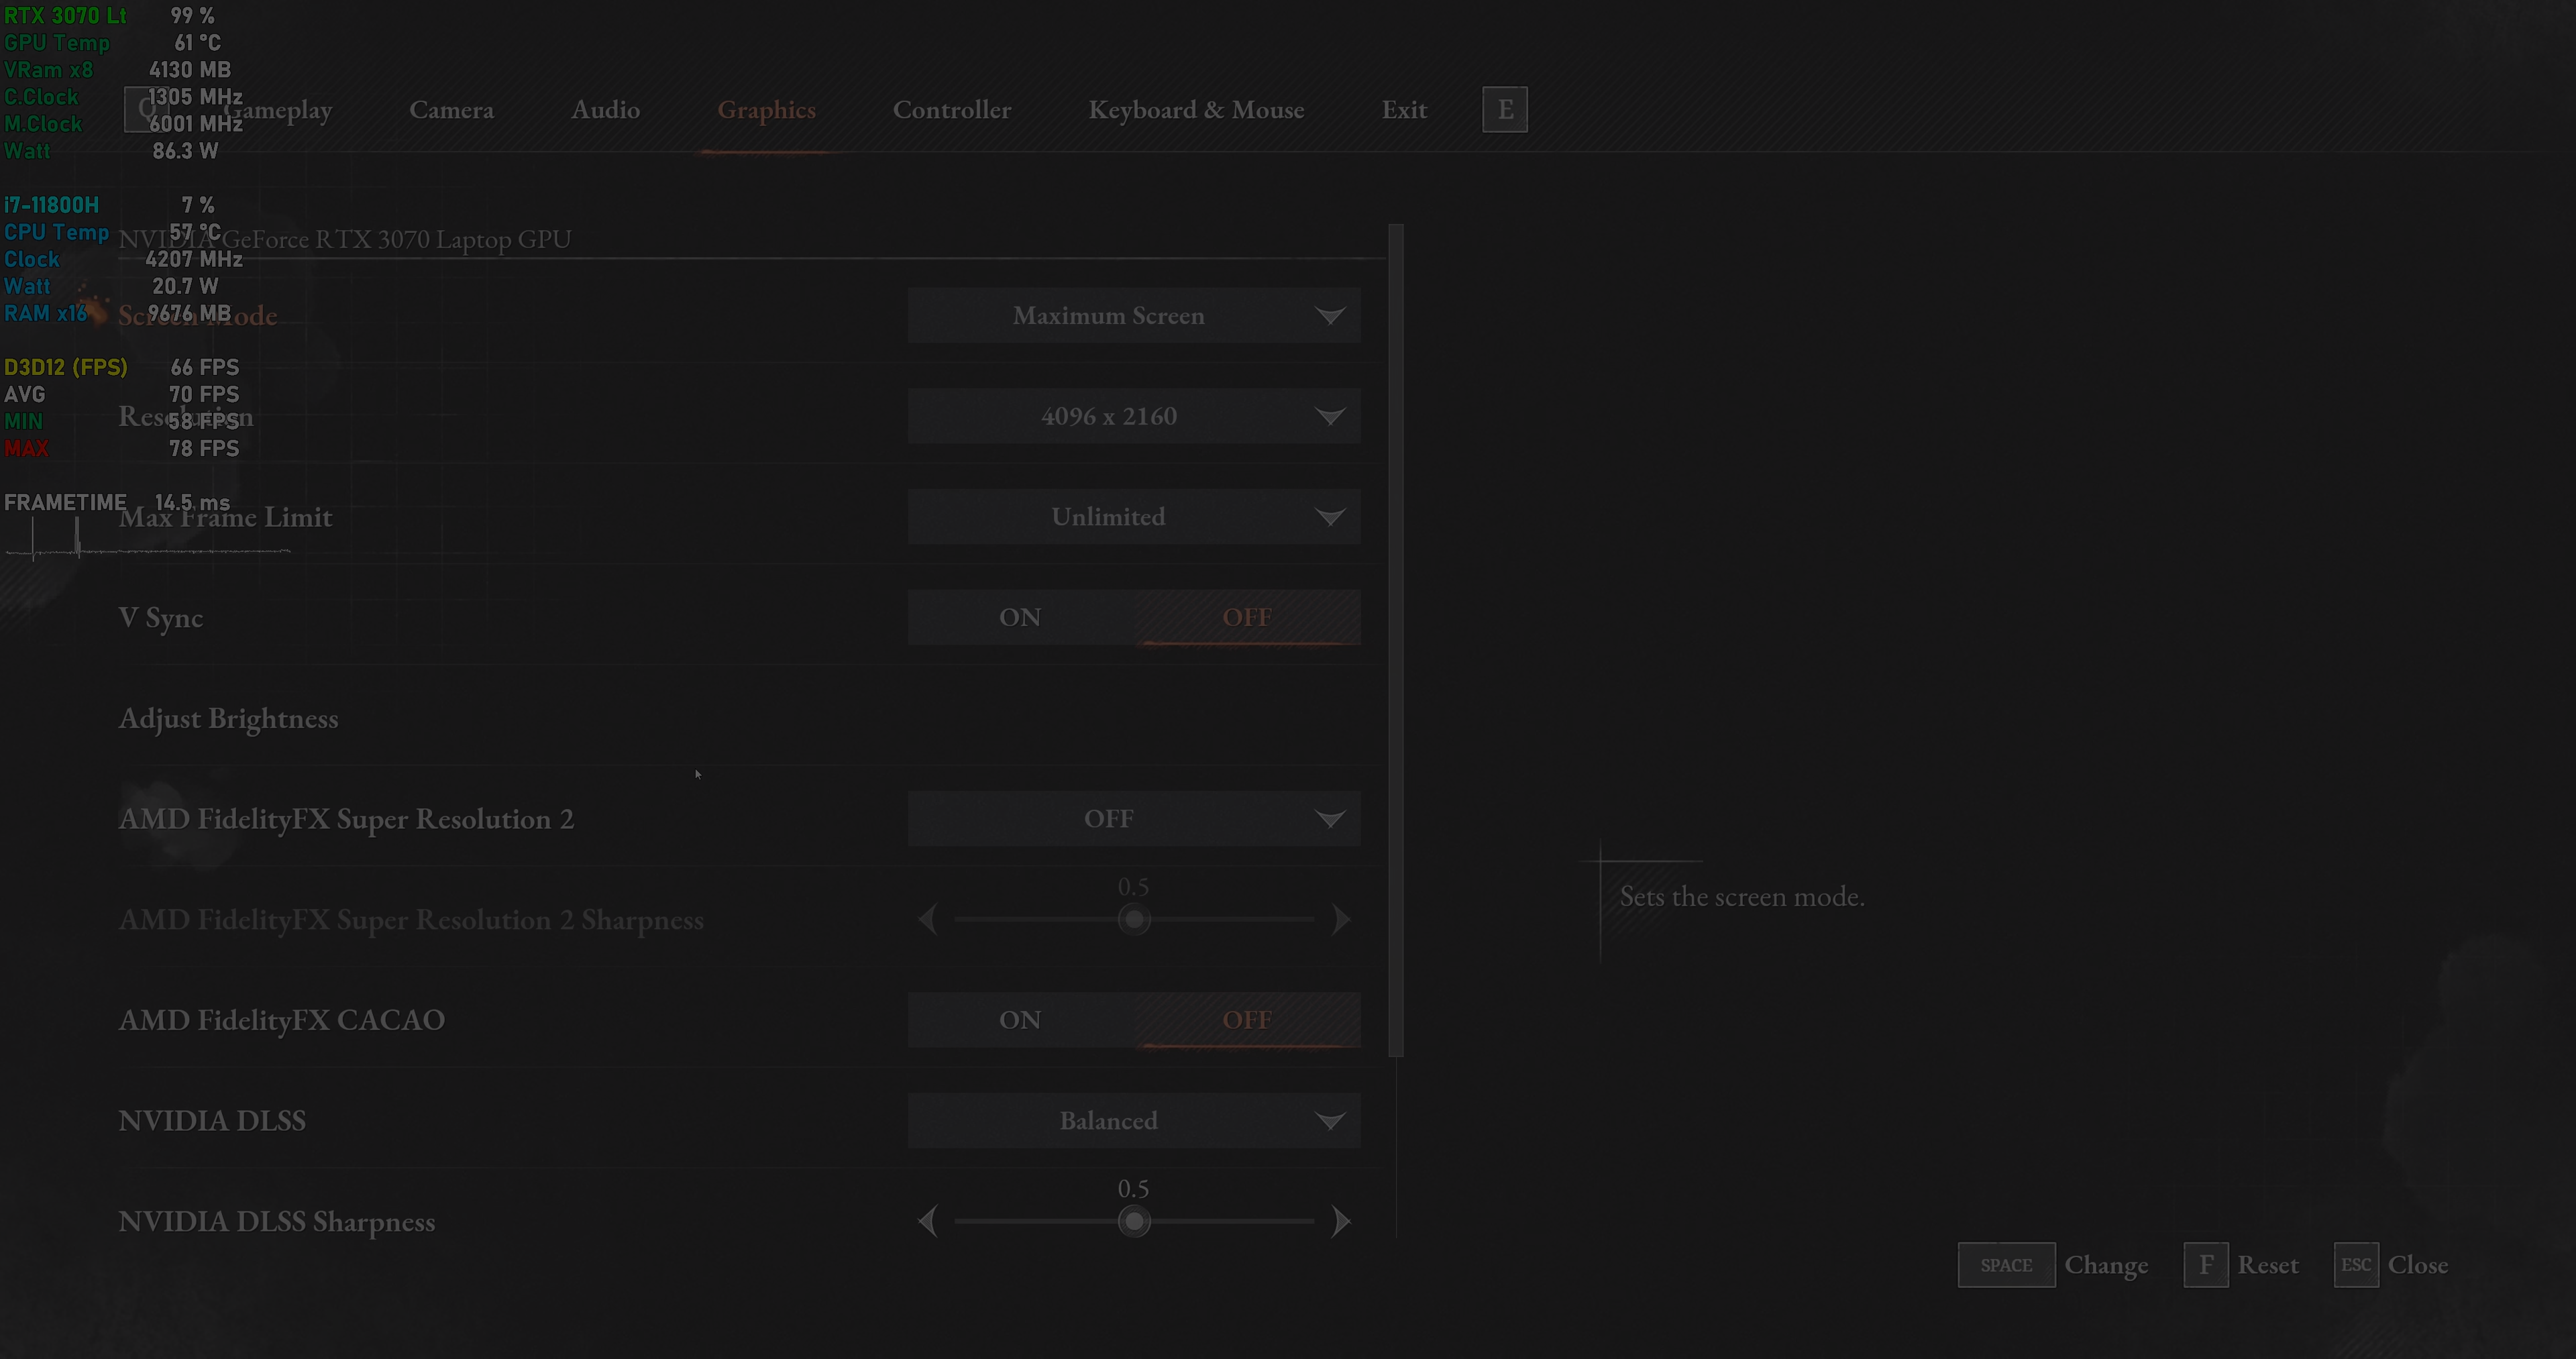 RTX 3070 Lt 99 %
GPU Temp 61 °C
VRam x8 4130 MB
C.Clock 1305 MHz
M.Clock 6001 MHz
Watt 86.3 W
Q Gameplay Camera Audio Graphics Controller Keyboard & Mouse Exit E
i7-11800H 7 %
CPU Temp 57 °C
Clock 4207 MHz
Watt 20.7 W
RAM x16 9676 MB
NVIDIA GeForce RTX 3070 Laptop GPU
Screen Mode Maximum Screen
D3D12 (FPS) 66 FPS
AVG 70 FPS
MIN 58 FPS
MAX 78 FPS
Resolution 4096 x 2160
FRAMETIME 14.5 ms
Max Frame Limit Unlimited
V Sync ON OFF
Adjust Brightness
AMD FidelityFX Super Resolution 2 OFF
0.5
AMD FidelityFX Super Resolution 2 Sharpness
Sets the screen mode.
AMD FidelityFX CACAO ON OFF
NVIDIA DLSS Balanced
0.5
NVIDIA DLSS Sharpness
SPACE Change F Reset ESC Close